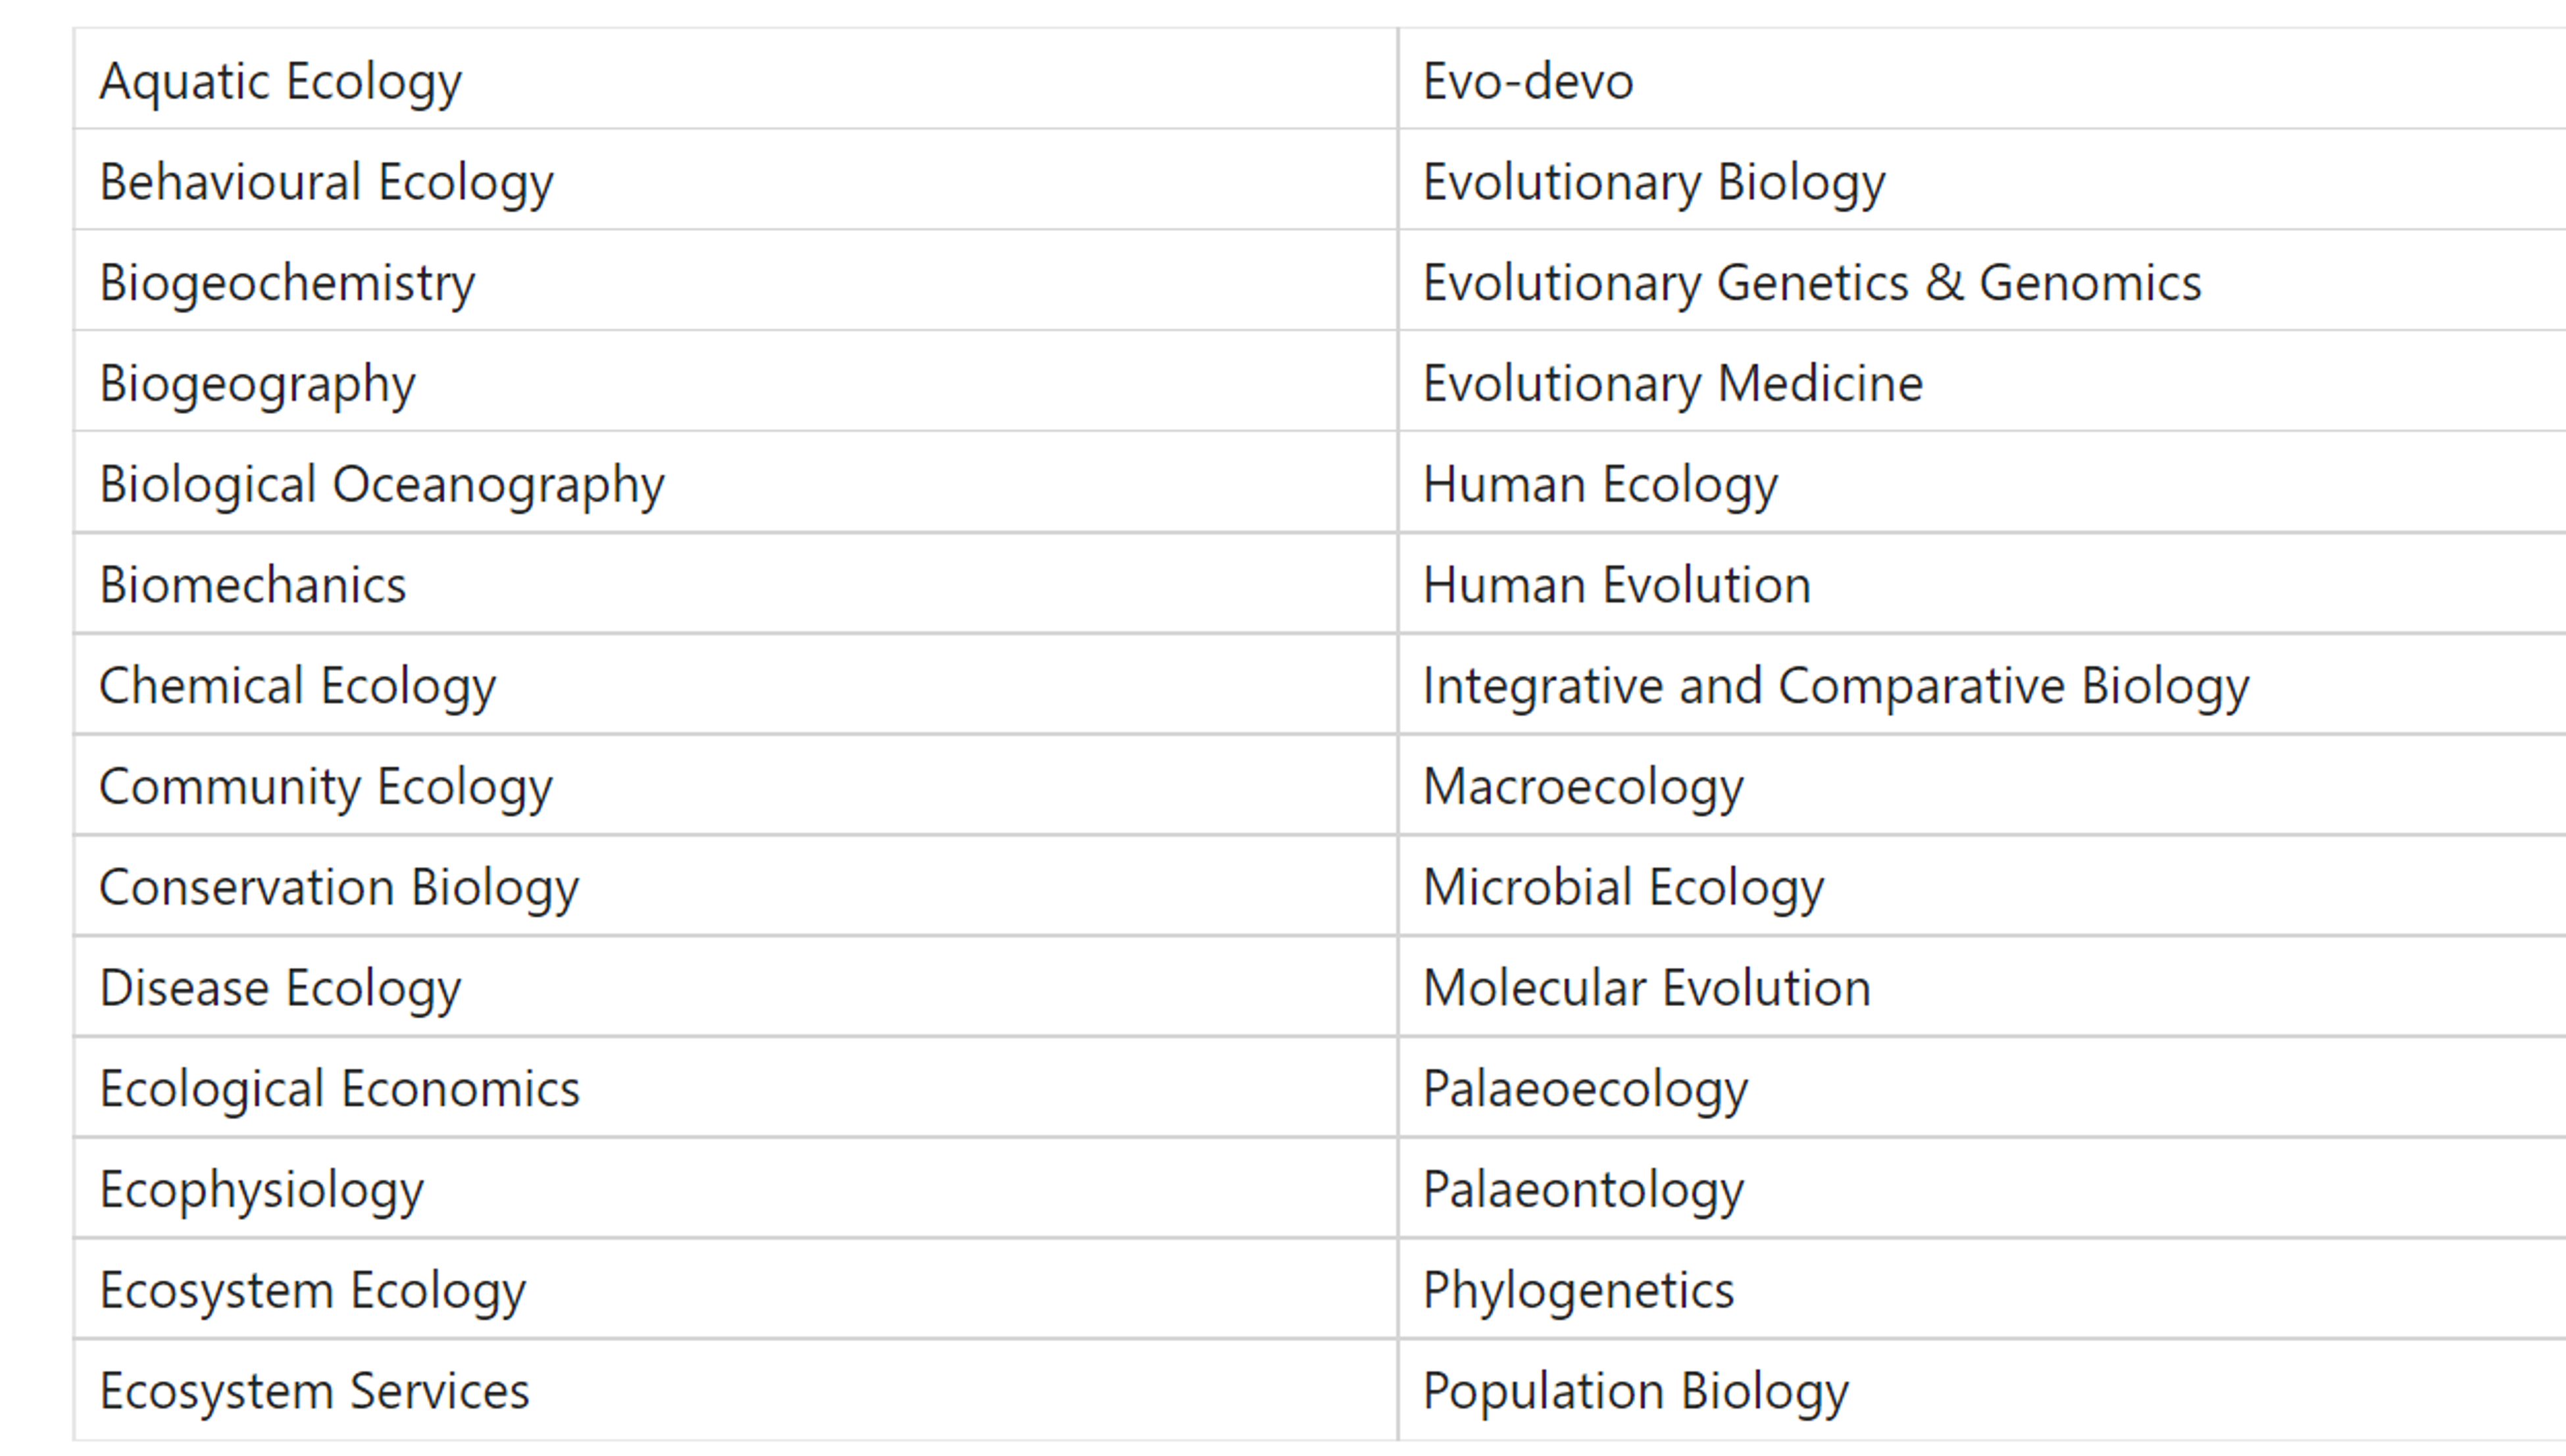 Aquatic Ecology
Evo-devo
Behavioural Ecology
Evolutionary Biology
Biogeochemistry
Evolutionary Genetics & Genomics
Biogeography
Evolutionary Medicine
Biological Oceanography
Human Ecology
Biomechanics
Human Evolution
Chemical Ecology
Integrative and Comparative Biology
Community Ecology
Macroecology
Conservation Biology
Microbial Ecology
Disease Ecology
Molecular Evolution
Ecological Economics
Palaeoecology
Ecophysiology
Palaeontology
Ecosystem Ecology
Phylogenetics
Ecosystem Services
Population Biology